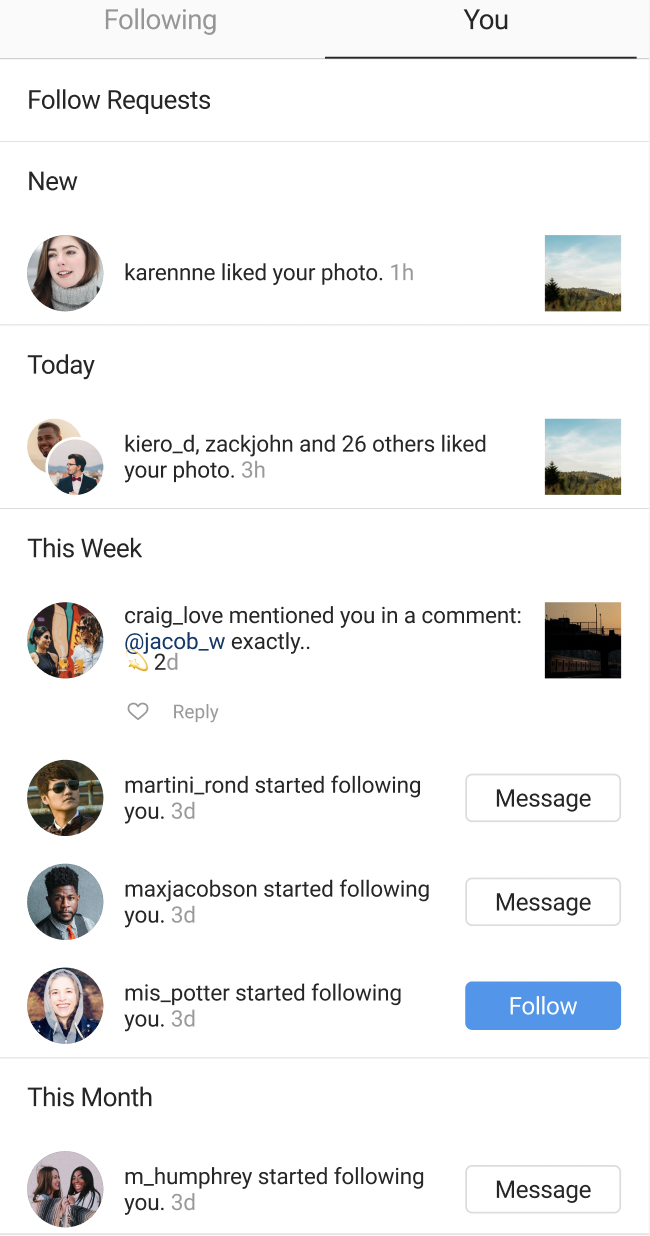 Following You
Follow Requests
New
karennne liked your photo. 1h
Today
kiero_d, zackjohn and 26 others liked
your photo. 3h
This Week
craig_love mentioned you in a comment:
@jacob_w exactly..
💫 2d
Reply
martini_rond started following
you. 3d
Message
maxjacobson started following
you. 3d
Message
mis_potter started following
you. 3d
Follow
This Month
m_humphrey started following
you. 3d
Message